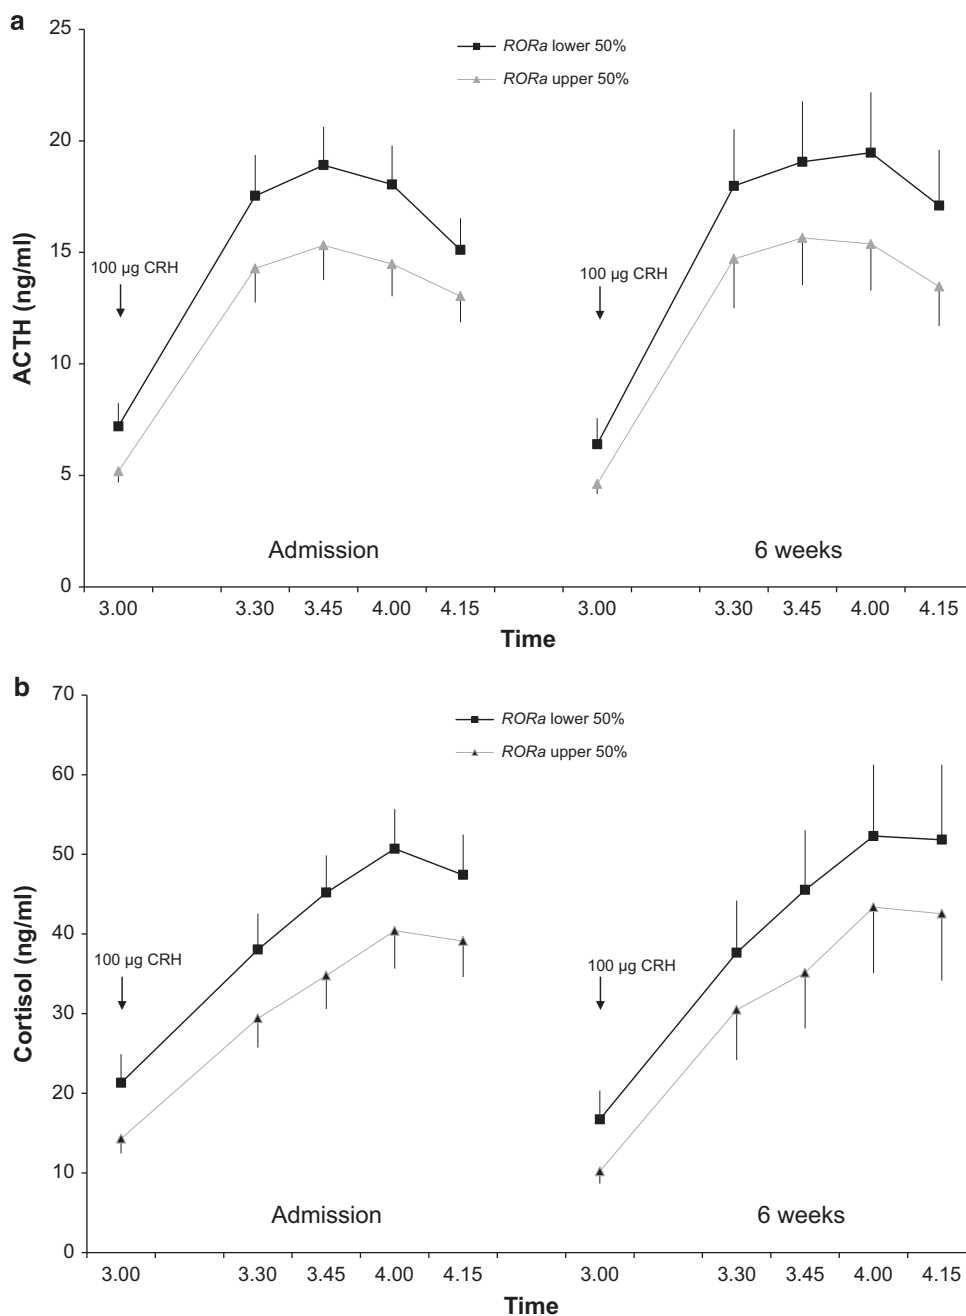 a
25
20
15
10
5
0
ACTH (ng/ml)
RORa lower 50%
RORa upper 50%
100 µg CRH
100 µg CRH
Admission
6 weeks
3.00 3.30 3.45 4.00 4.15 3.00 3.30 3.45 4.00 4.15
Time
b
70
60
50
40
30
20
10
0
Cortisol (ng/ml)
RORa lower 50%
RORa upper 50%
100 µg CRH
100 µg CRH
Admission
6 weeks
3.00 3.30 3.45 4.00 4.15 3.00 3.30 3.45 4.00 4.15
Time